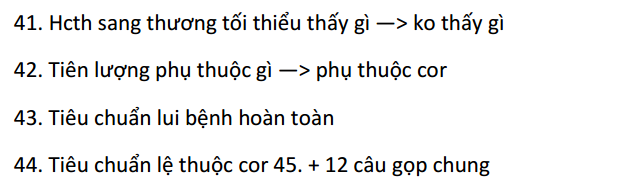 41. Hcth sang thương tối thiểu thấy gì —> ko thấy gì
42. Tiên lượng phụ thuộc gì —> phụ thuộc cor
43. Tiêu chuẩn lui bệnh hoàn toàn
44. Tiêu chuẩn lệ thuộc cor 45. + 12 câu gọp chung